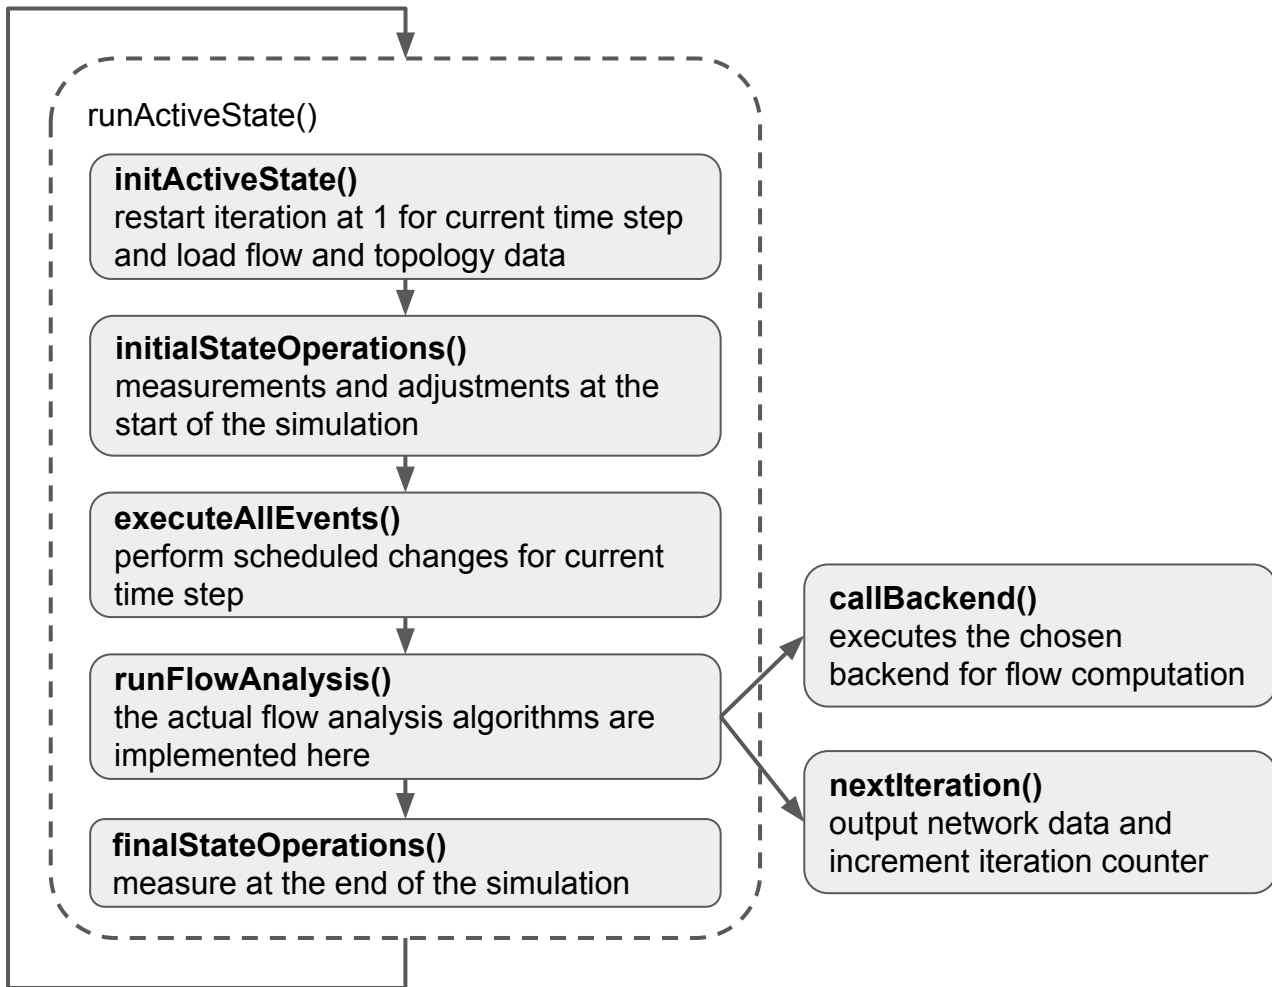 runActiveState()
initActiveState()
restart iteration at 1 for current time step
and load flow and topology data
initialStateOperations()
measurements and adjustments at the
start of the simulation
executeAllEvents()
perform scheduled changes for current
time step
runFlowAnalysis()
the actual flow analysis algorithms are
implemented here
finalStateOperations()
measure at the end of the simulation
callBackend()
executes the chosen
backend for flow computation
nextIteration()
output network data and
increment iteration counter